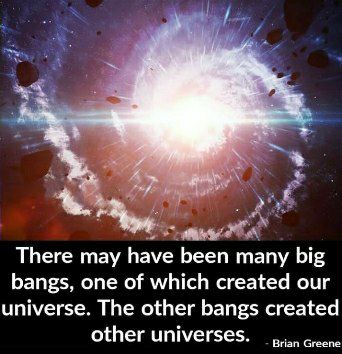 There may have been many big
bangs, one of which created our
universe. The other bangs created
other universes.
- Brian Greene